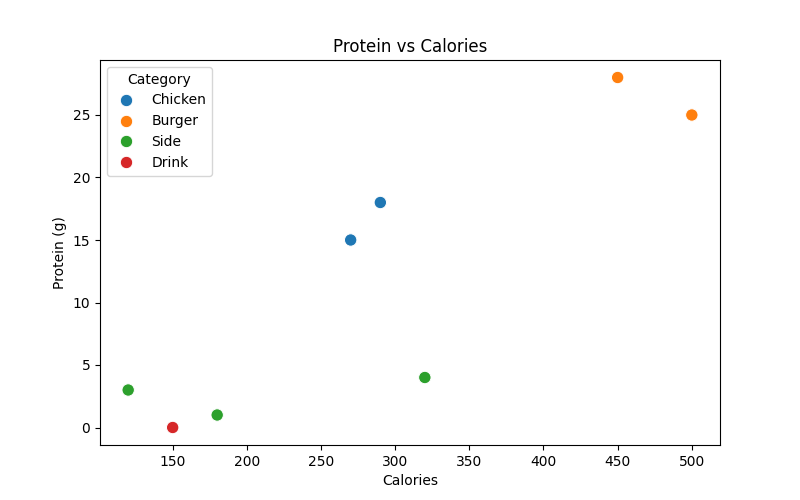 Protein vs Calories
Category
Chicken
Burger
Side
Drink
Protein (g)
25
20
15
10
5
0
150 200 250 300 350 400 450 500
Calories